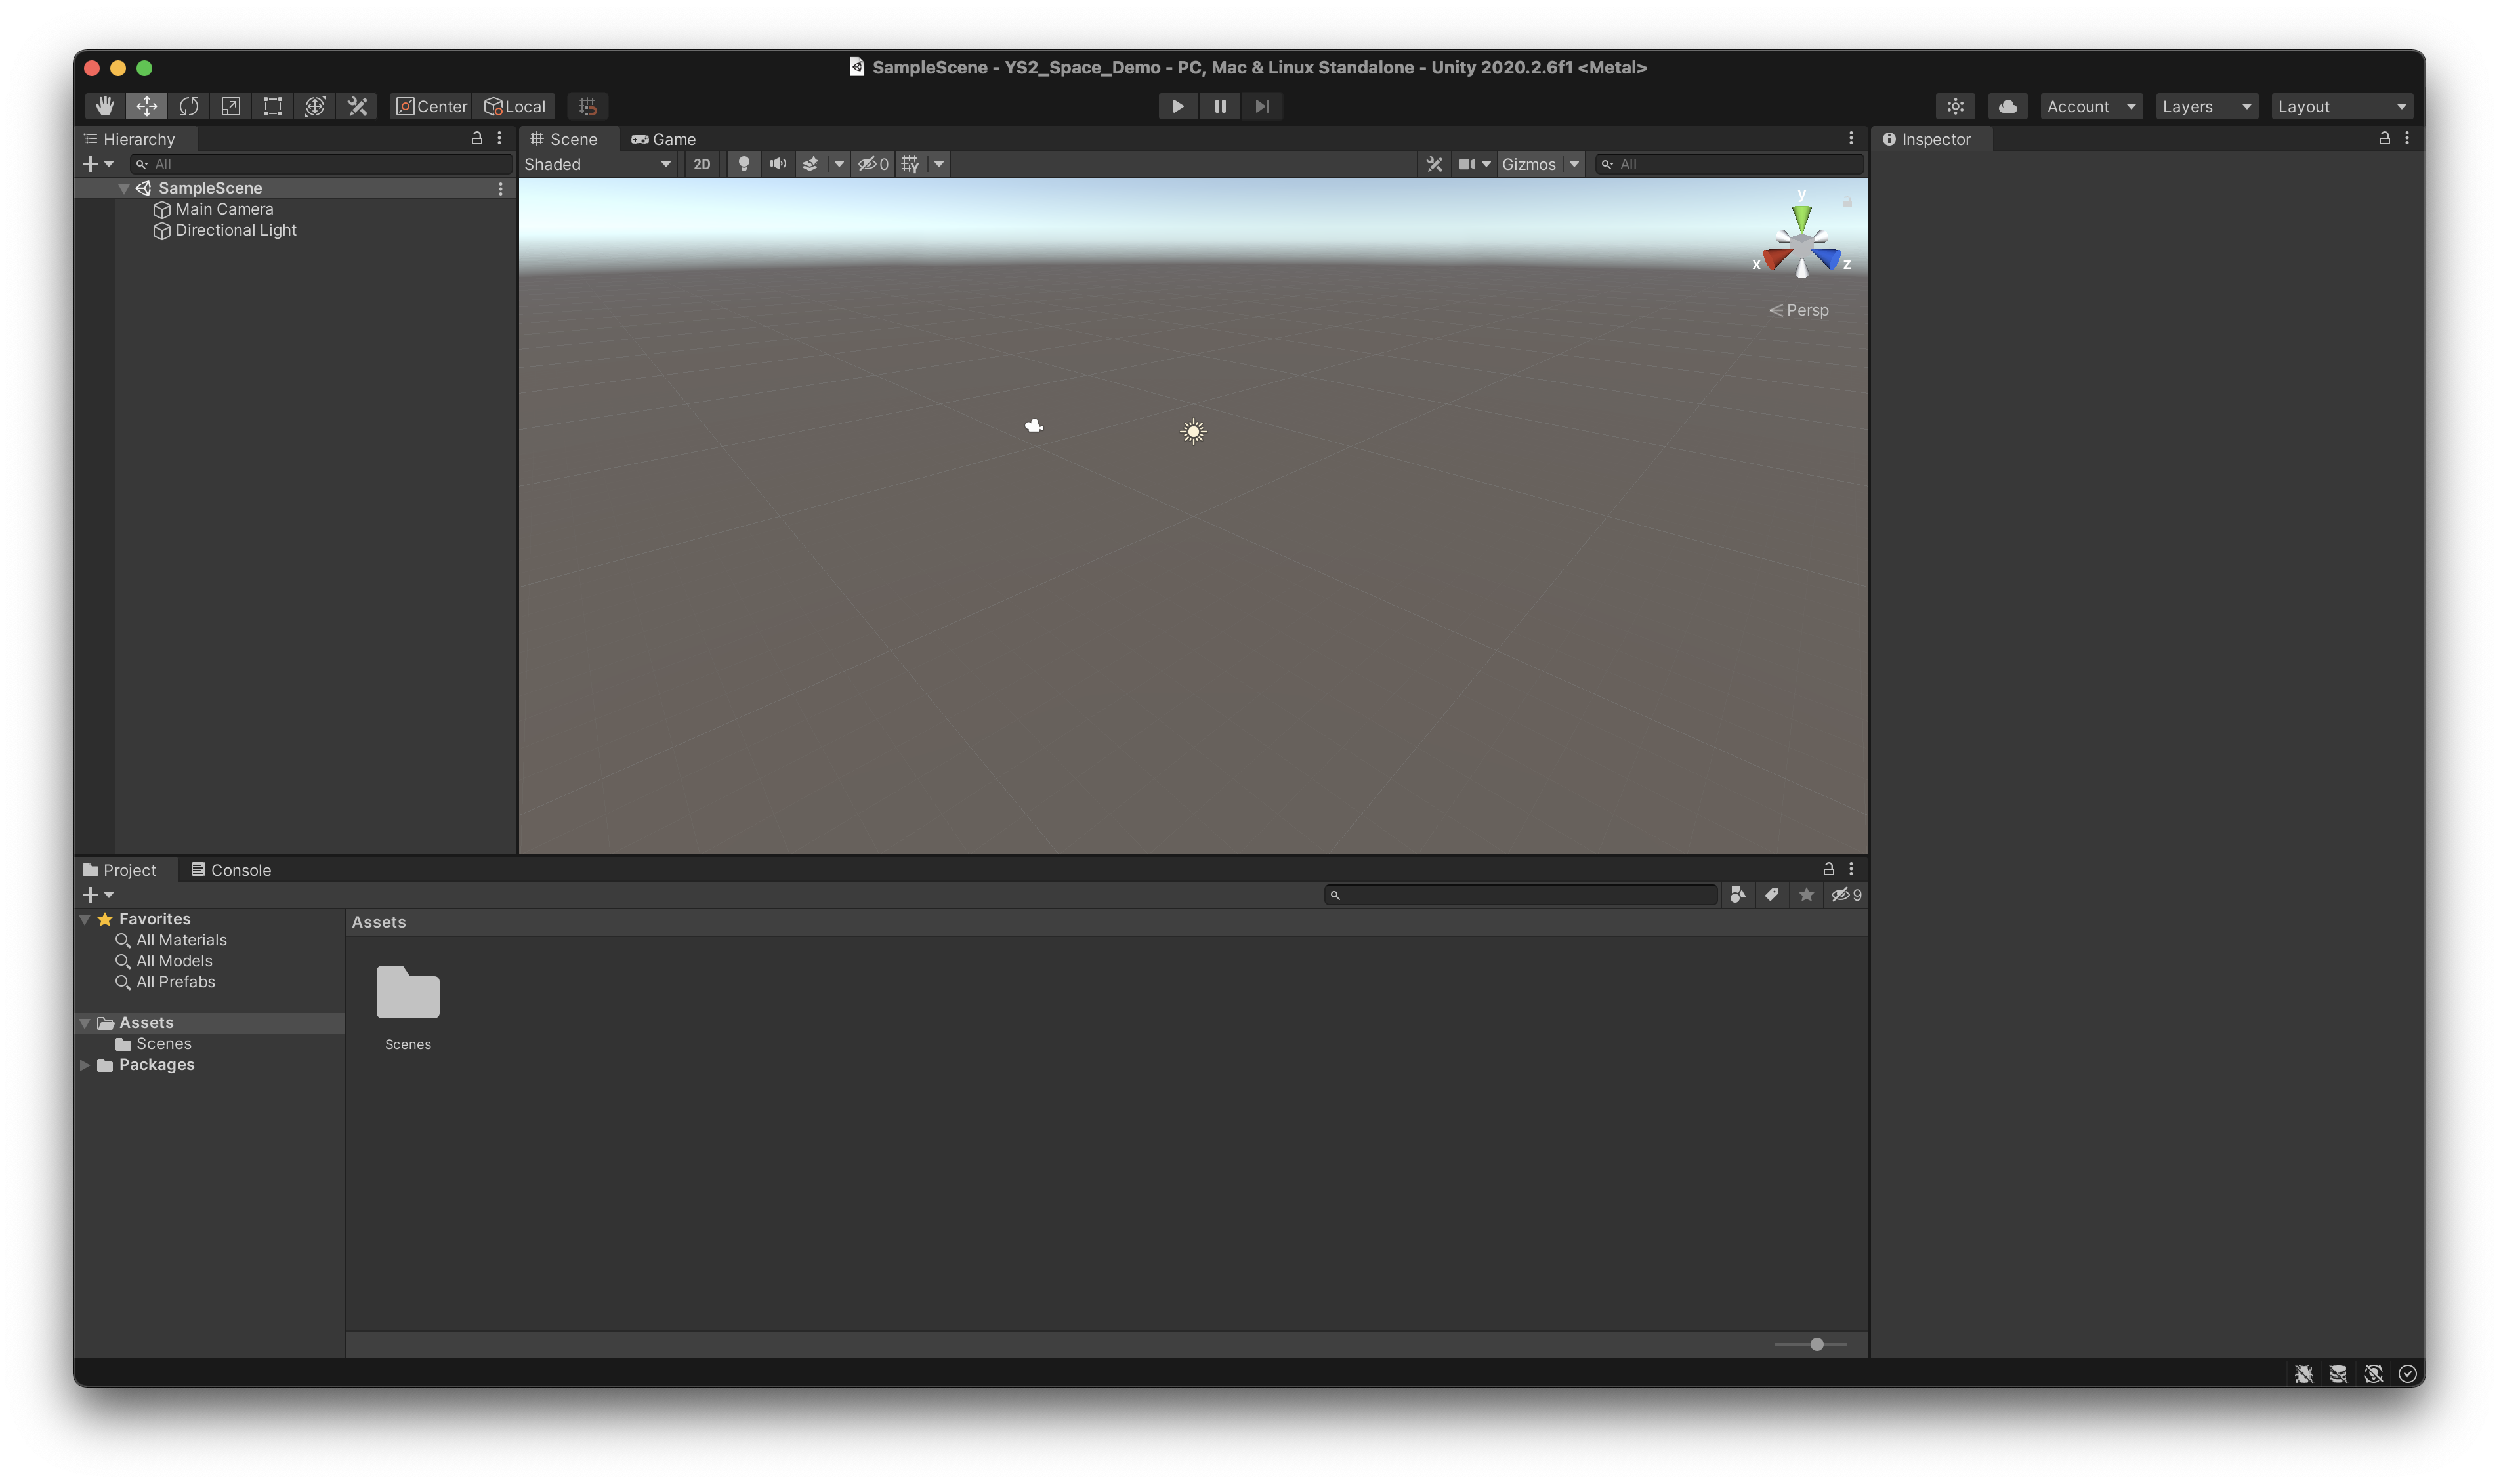 SampleScene - YS2_Space_Demo - PC, Mac & Linux Standalone - Unity 2020.2.6f1 <Metal>
Center Local Account Layers Layout
Hierarchy
All
SampleScene
Main Camera
Directional Light
Scene Game
Shaded 2D 0 Gizmos All
y
x z
Persp
Inspector
Project Console
9
Favorites
All Materials
All Models
All Prefabs
Assets
Scenes
Packages
Assets
Scenes